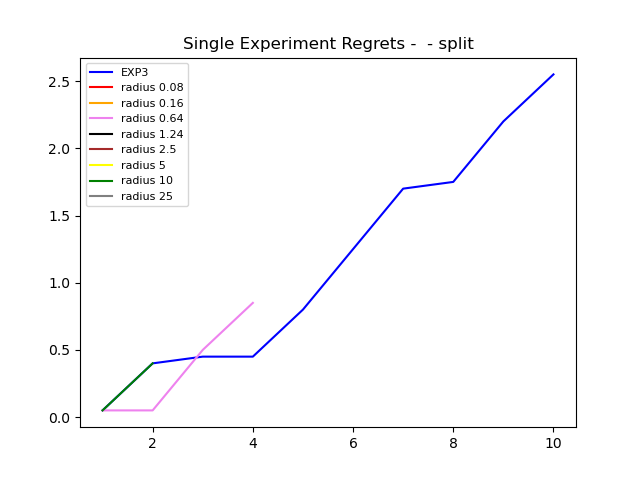 Single Experiment Regrets -  - split
EXP3
radius 0.08
radius 0.16
radius 0.64
radius 1.24
radius 2.5
radius 5
radius 10
radius 25
2.5
2.0
1.5
1.0
0.5
0.0
2 4 6 8 10